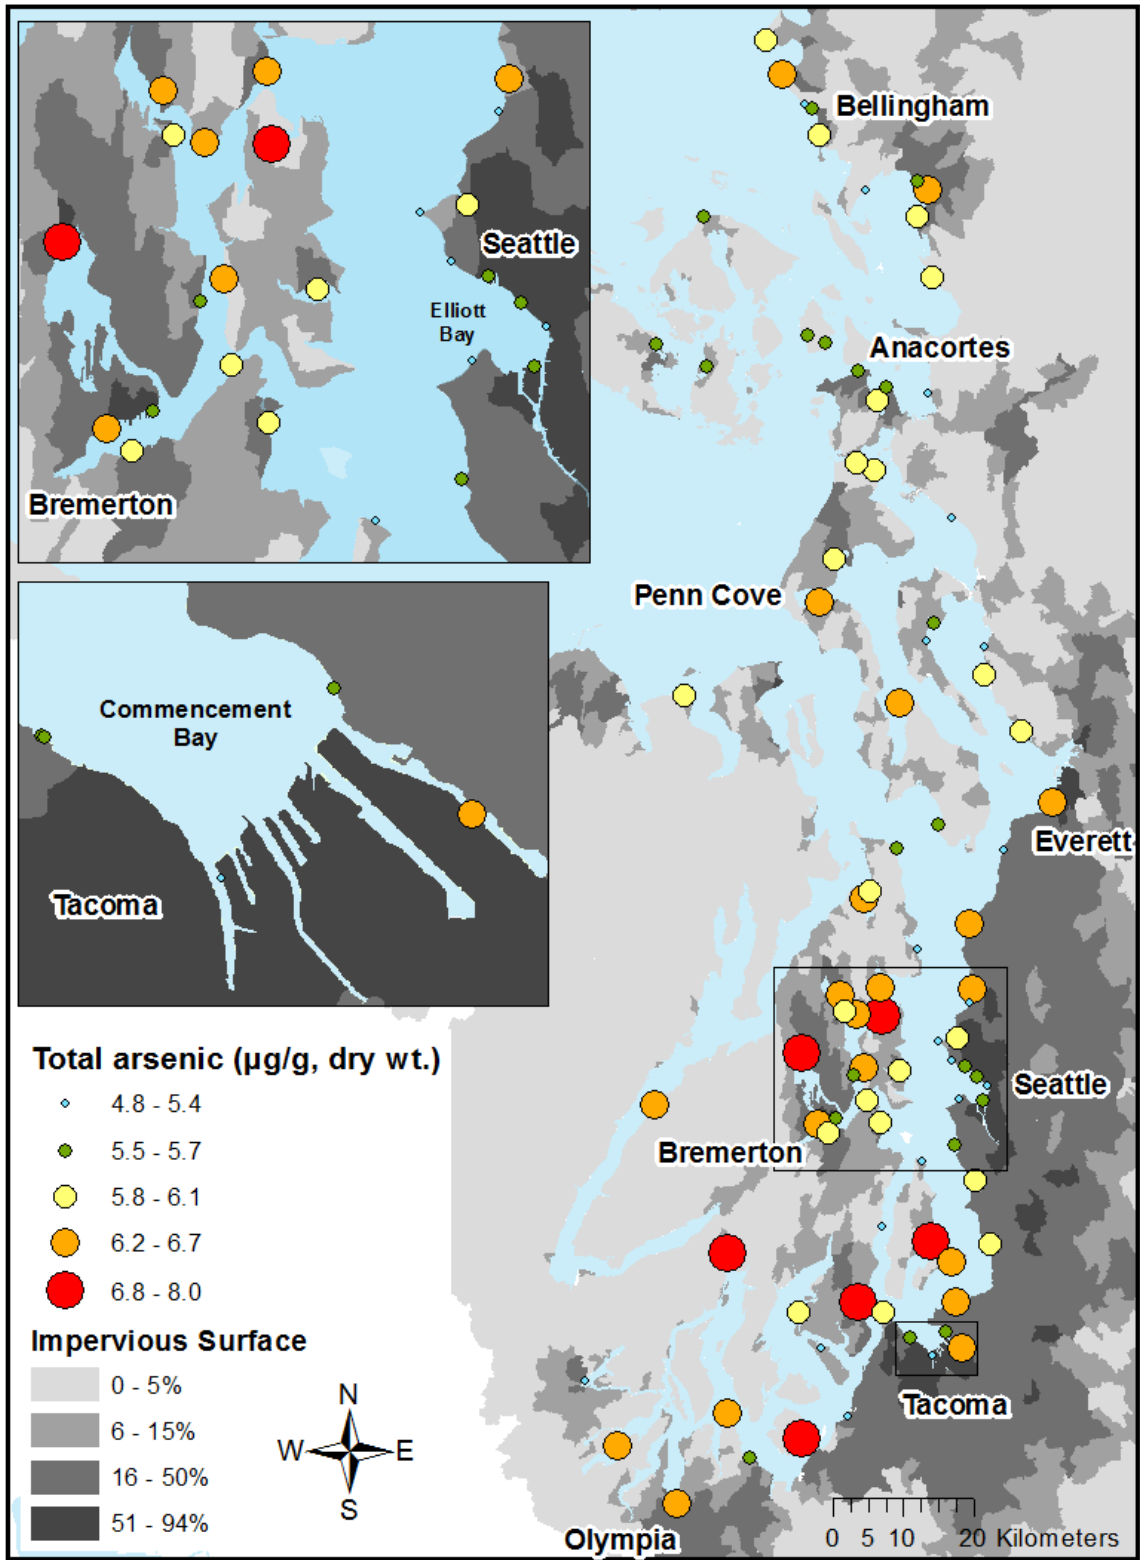 Bellingham
Seattle
Elliott
Bay
Anacortes
Bremerton
Penn Cove
Commencement
Bay
Everett
Tacoma
Total arsenic (µg/g, dry wt.)
4.8 - 5.4
5.5 - 5.7
5.8 - 6.1
6.2 - 6.7
6.8 - 8.0
Seattle
Bremerton
Impervious Surface
0 - 5%
6 - 15%
16 - 50%
51 - 94%
N
W E
S
Tacoma
Olympia
0 5 10 20 Kilometers